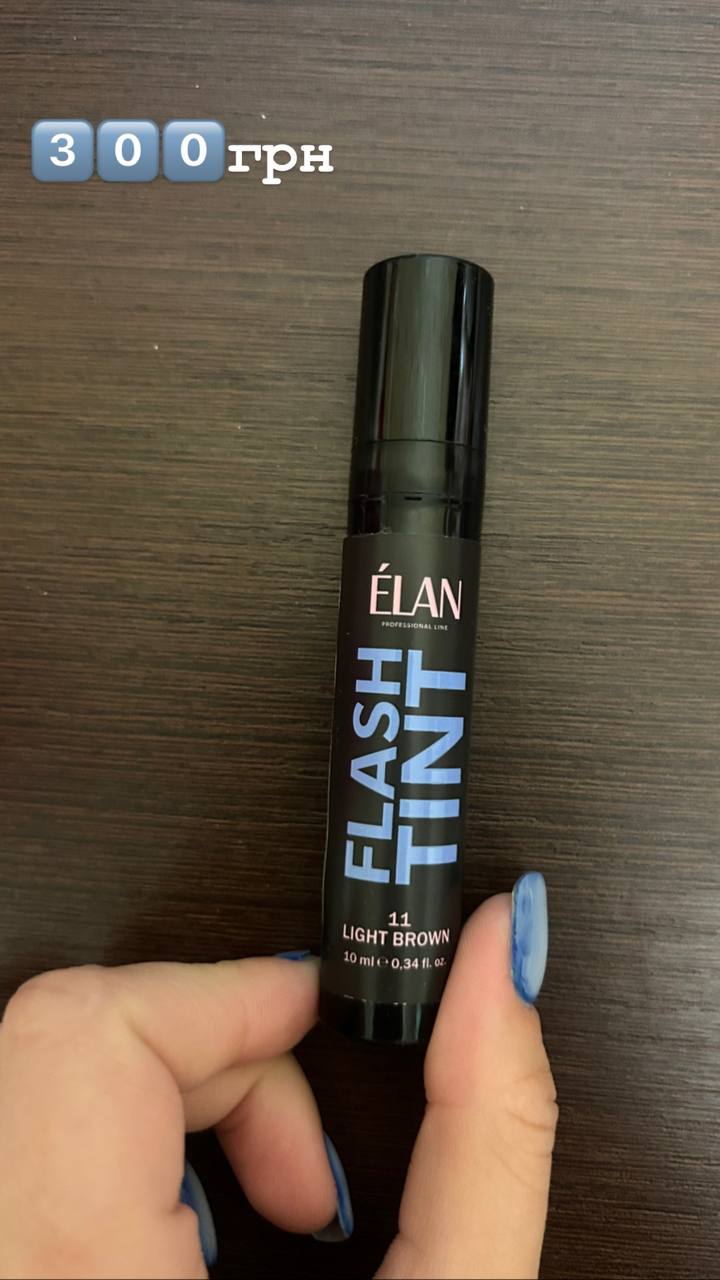 300грн
ÉLAN
PROFESSIONAL LINE
FLASH
TINT
11
LIGHT BROWN
10 ml ℮ 0,34 fl. oz.